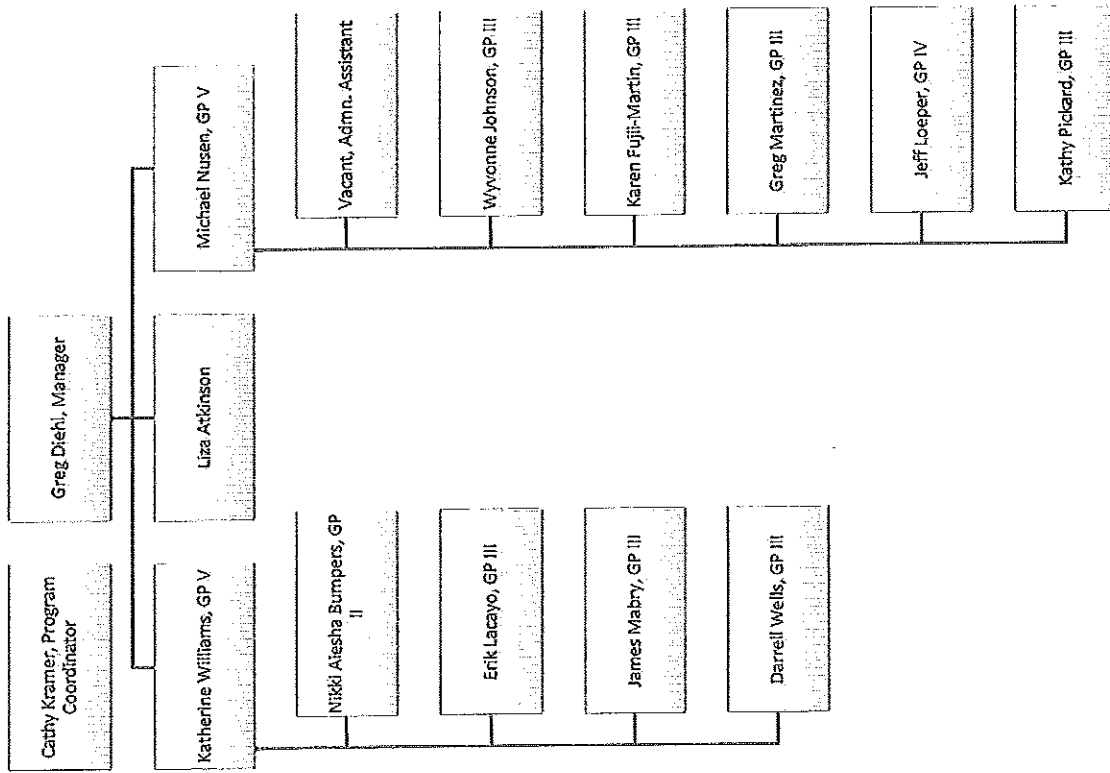 Cathy Kramer, Program
Coordinator
Greg Diehl, Manager
Katherine Williams, GP V
Liza Atkinson
Michael Nusen, GP V
Nikki Aiesha Bumpers, GP
II
Erik Lacayo, GP III
James Mabry, GP III
Darrell Wells, GP III
Vacant, Admn. Assistant
Wyvonne Johnson, GP III
Karen Fujii-Martin, GP III
Greg Martinez, GP III
Jeff Loeper, GP IV
Kathy Pickard, GP III